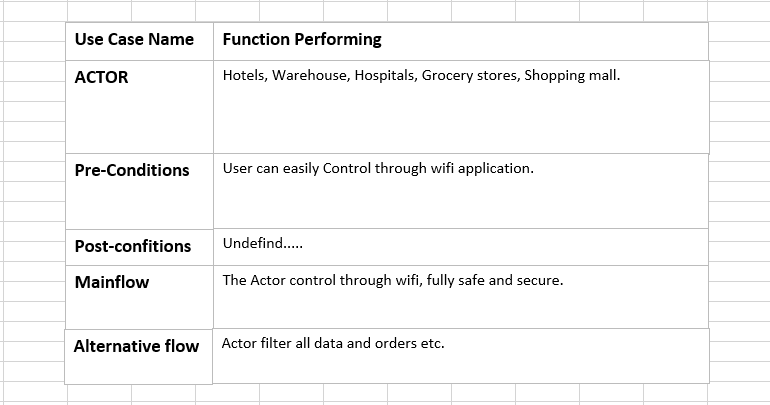 Use Case Name Function Performing
ACTOR Hotels, Warehouse, Hospitals, Grocery stores, Shopping mall.
Pre-Conditions User can easily Control through wifi application.
Post-confitions Undefind.....
Mainflow The Actor control through wifi, fully safe and secure.
Alternative flow Actor filter all data and orders etc.